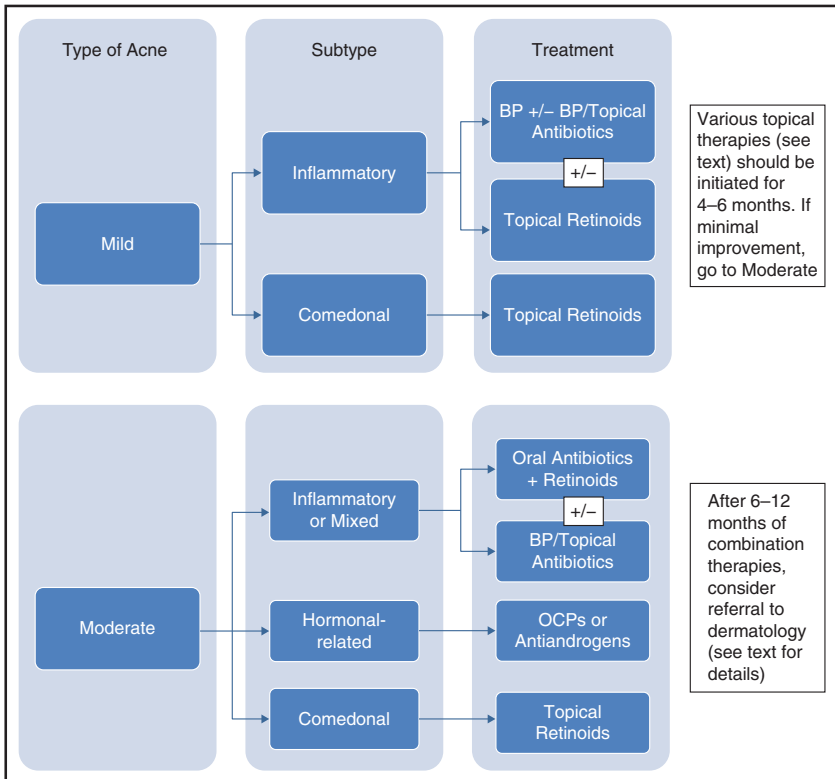 Type of Acne
Subtype
Treatment
Mild
Inflammatory
Comedonal
BP +/− BP/Topical
Antibiotics
+/−
Topical Retinoids
Topical Retinoids
Various topical
therapies (see
text) should be
initiated for
4–6 months. If
minimal
improvement,
go to Moderate
Moderate
Inflammatory
or Mixed
Hormonal-
related
Comedonal
Oral Antibiotics
+ Retinoids
+/−
BP/Topical
Antibiotics
OCPs or
Antiandrogens
Topical
Retinoids
After 6–12
months of
combination
therapies,
consider
referral to
dermatology
(see text for
details)